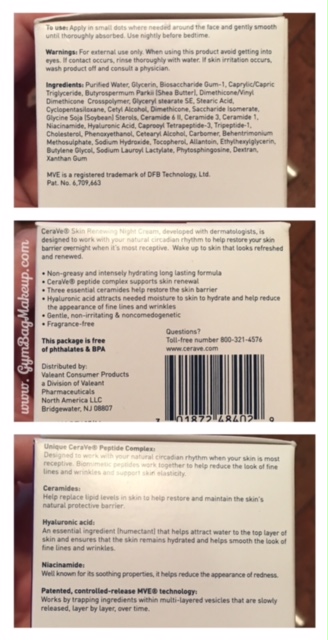 To use: Apply in small dots where needed around the face and gently smooth
until thoroughly absorbed. Use nightly before bedtime.
Warnings: For external use only. When using this product avoid getting into
eyes. If contact occurs, rinse thoroughly with water. If skin irritation occurs,
wash product off and consult a physician.
Ingredients: Purified Water, Glycerin, Biosaccharide Gum-1, Caprylic/Capric
Triglyceride, Butyrospermum Parkii (Shea Butter), Dimethicone/Vinyl
Dimethicone Crosspolymer, Glyceryl stearate SE, Stearic Acid,
Cyclopentasiloxane, Cetyl Alcohol, Dimethicone, Saccharide Isomerate,
Glycine Soja (Soybean) Sterols, Ceramide 6 II, Ceramide 3, Ceramide 1,
Niacinamide, Hyaluronic Acid, Caprooyl Tetrapeptide-3, Tripeptide-1,
Cholesterol, Phenoxyethanol, Cetearyl Alcohol, Carbomer, Behentrimonium
Methosulphate, Sodium Hydroxide, Tocopherol, Allantoin, Ethylhexylglycerin,
Butylene Glycol, Sodium Lauroyl Lactylate, Phytosphingosine, Dextran,
Xanthan Gum
MVE is a registered trademark of DFB Technology, Ltd.
Pat. No. 6,709,663
www.GymBagMakeup.com
CeraVe® Skin Renewing Night Cream, developed with dermatologists, is
designed to work with your natural circadian rhythm to help restore your skin
barrier overnight when it's most receptive. Wake up to skin that looks refreshed
and renewed.
• Non-greasy and intensely hydrating long lasting formula
• CeraVe® peptide complex supports skin renewal
• Three essential ceramides help restore the skin barrier
• Hyaluronic acid attracts needed moisture to skin to hydrate and help reduce
the appearance of fine lines and wrinkles
• Gentle, non-irritating & noncomedogenic
• Fragrance-free
This package is free
of phthalates & BPA
Distributed by:
Valeant Consumer Products
a Division of Valeant
Pharmaceuticals
North America LLC
Bridgewater, NJ 08807
Questions?
Toll-free number 800-321-4576
www.cerave.com
3 01872 48402 9
Unique CeraVe® Peptide Complex:
Designed to work with your natural circadian rhythm when your skin is most
receptive. Biomimetic peptides work together to help reduce the look of fine
lines and wrinkles and support skin elasticity.
Ceramides:
Help replace lipid levels in skin to help restore and maintain the skin's
natural protective barrier.
Hyaluronic acid:
An essential ingredient (humectant) that helps attract water to the top layer of
skin and ensures that the skin remains hydrated and helps smooth the look of
fine lines and wrinkles.
Niacinamide:
Well known for its soothing properties, it helps reduce the appearance of redness.
Patented, controlled-release MVE® technology:
Works by trapping ingredients within multi-layered vesicles that are slowly
released, layer by layer, over time.